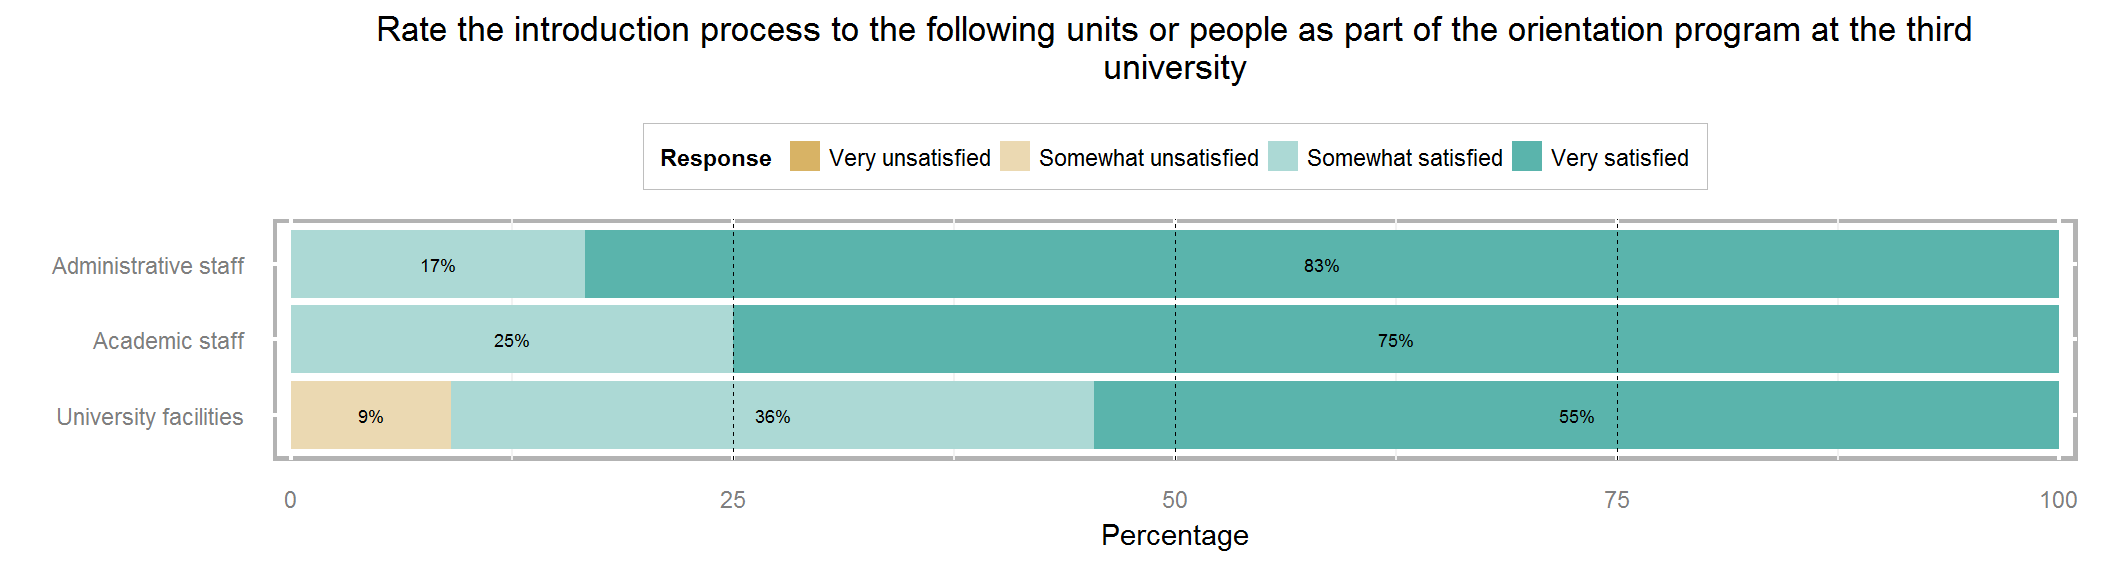 Rate the introduction process to the following units or people as part of the orientation program at the third
university
Response Very unsatisfied Somewhat unsatisfied Somewhat satisfied Very satisfied
Administrative staff 17% 83%
Academic staff 25% 75%
University facilities 9% 36% 55%
0 25 50 75 100
Percentage